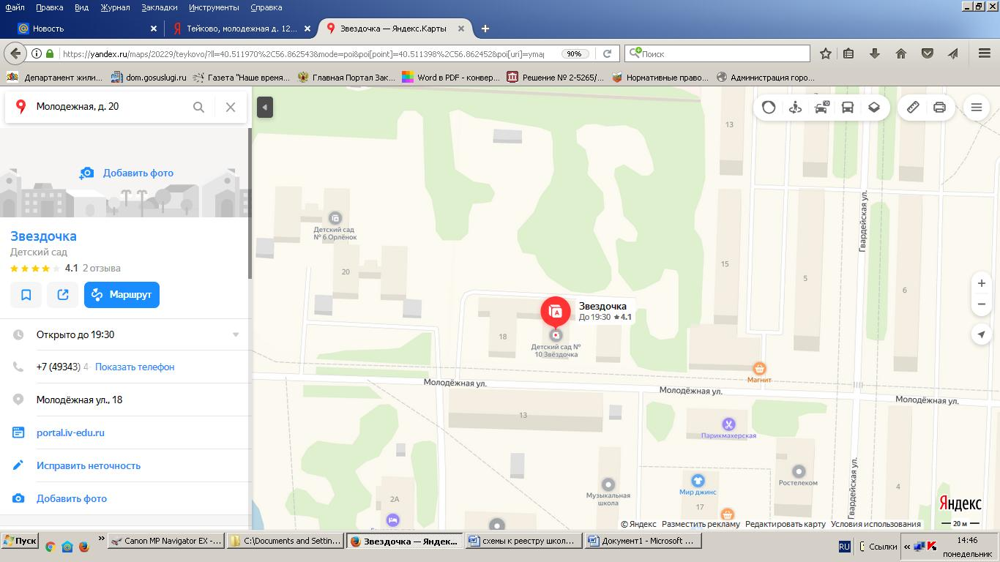 Файл Правка Вид Журнал Закладки Инструменты Справка
Новость
Тейково, молодежная д. 12...
Звездочка — Яндекс.Карты
https://yandex.ru/maps/20229/teykovo/?ll=40.511970%2C56.862543&mode=poi&poi[point]=40.511398%2C56.862452&poi[uri]=ymap
90%
Поиск
Департамент жили...
dom.gosuslugi.ru
Газета "Наше время...
Главная Портал Зак...
Word в PDF - конвер...
Решение № 2-5265/...
Нормативные право...
Администрация горо...
Молодежная, д. 20
Добавить фото
Звездочка
Детский сад
4.1 2 отзыва
Маршрут
Открыто до 19:30
+7 (49343) 4 Показать телефон
Молодёжная ул., 18
portal.iv-edu.ru
Исправить неточность
Добавить фото
13
Гвардейская ул.
Детский сад
№ 6 Орлёнок
20
15
5
6
Звездочка
До 19:30 ★4.1
18
Детский сад №
10 Звёздочка
Магнит
Молодёжная ул.
Молодёжная ул.
Молодёжная ул.
13
Парикмахерская
Ростелеком
Музыкальная
школа
Мир джинс
17
2А
4
Гвардейская ул.
Яндекс
20 м
© Яндекс Разместить рекламу Редактировать карту Условия использования
Пуск
»
Canon MP Navigator EX -...
C:\Documents and Settin...
Звездочка — Яндек...
схемы к реестру школ...
Документ1 - Microsoft ...
RU
Ссылки
«
14:46
понедельник